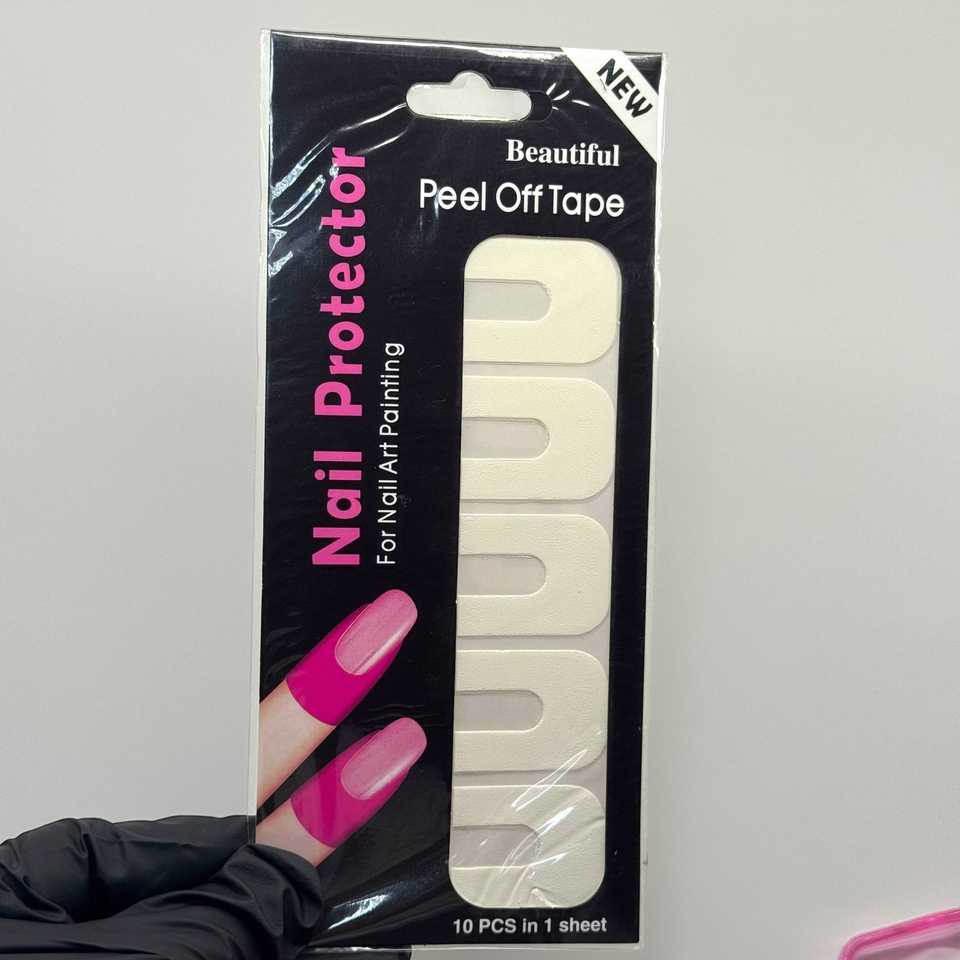 NEW
Beautiful
Peel Off Tape
Nail Protector
For Nail Art Painting
10 PCS in 1 sheet